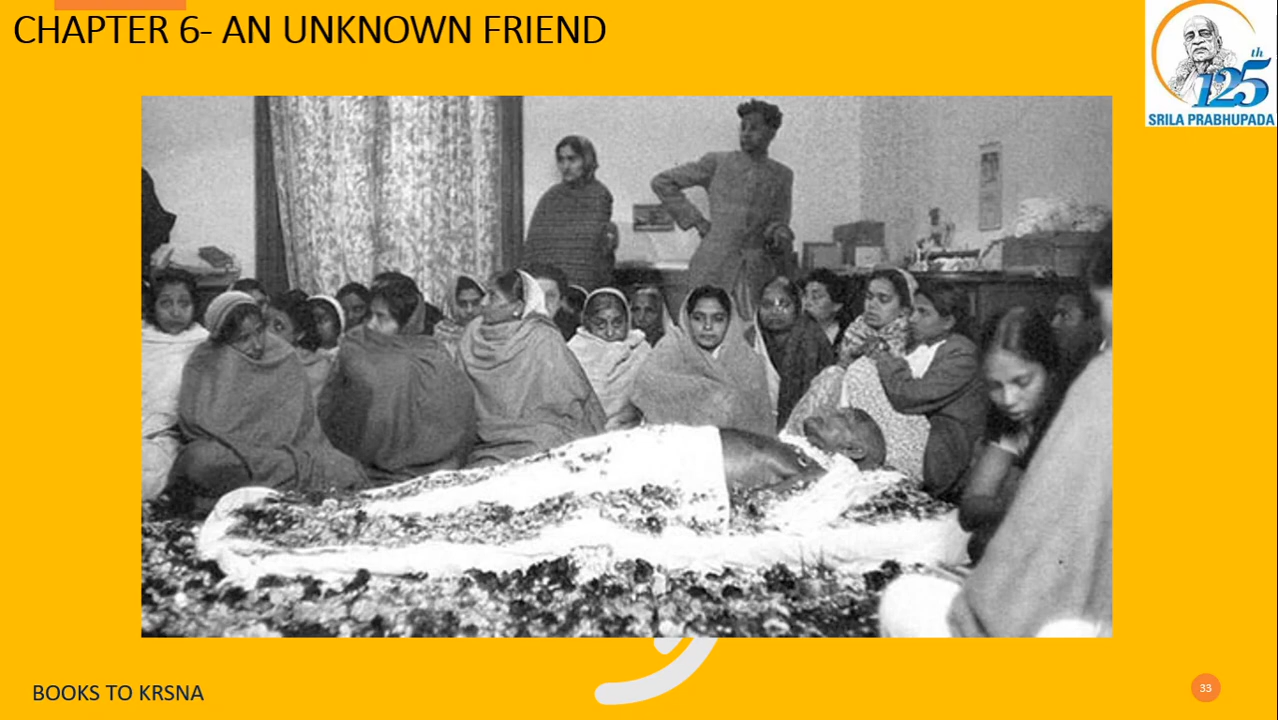 CHAPTER 6- AN UNKNOWN FRIEND
125th
SRILA PRABHUPADA
BOOKS TO KRSNA
33